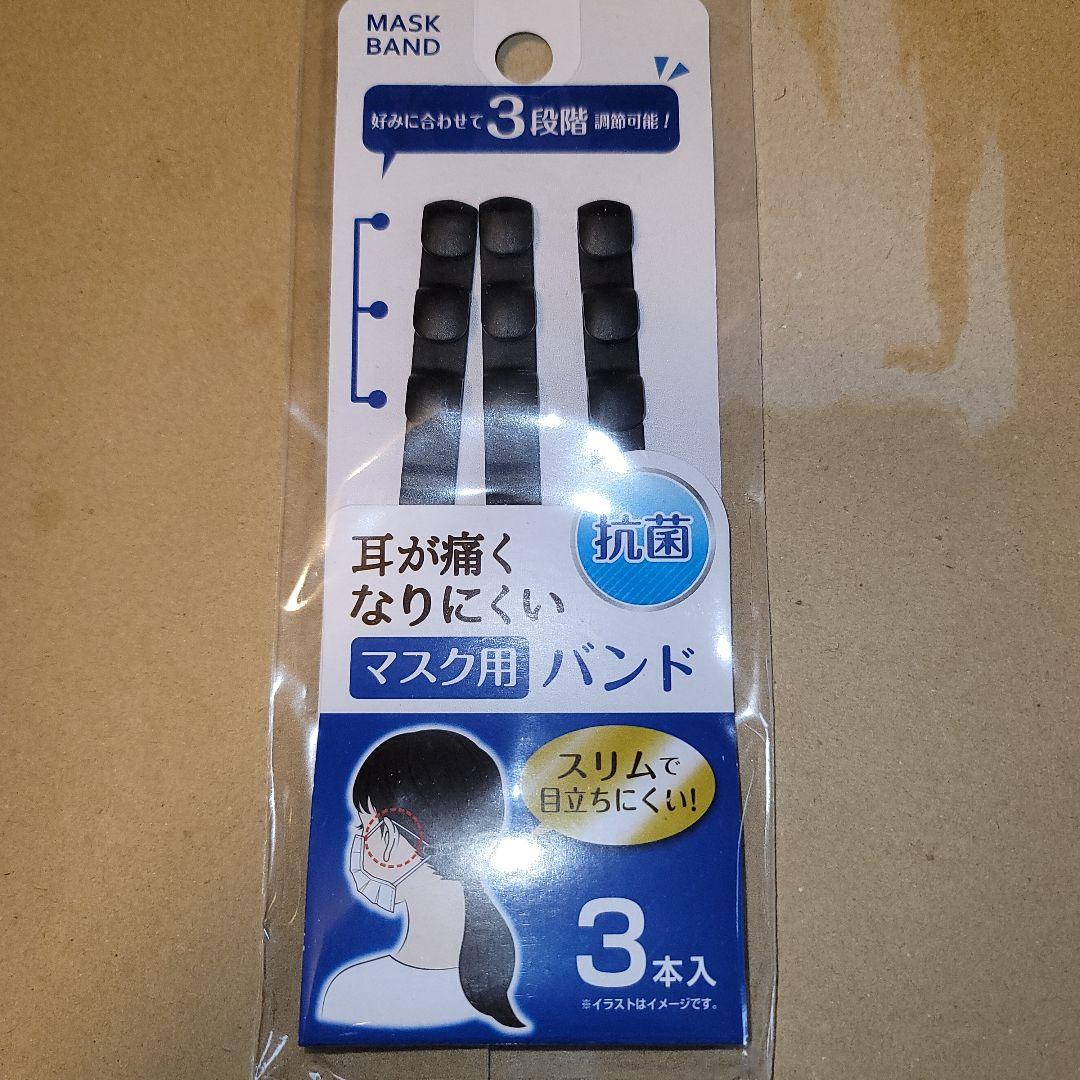 MASK
BAND
好みに合わせて3段階調節可能!
抗菌
耳が痛く
なりにくい
マスク用バンド
スリムで
目立ちにくい!
3本入
※イラストはイメージです。